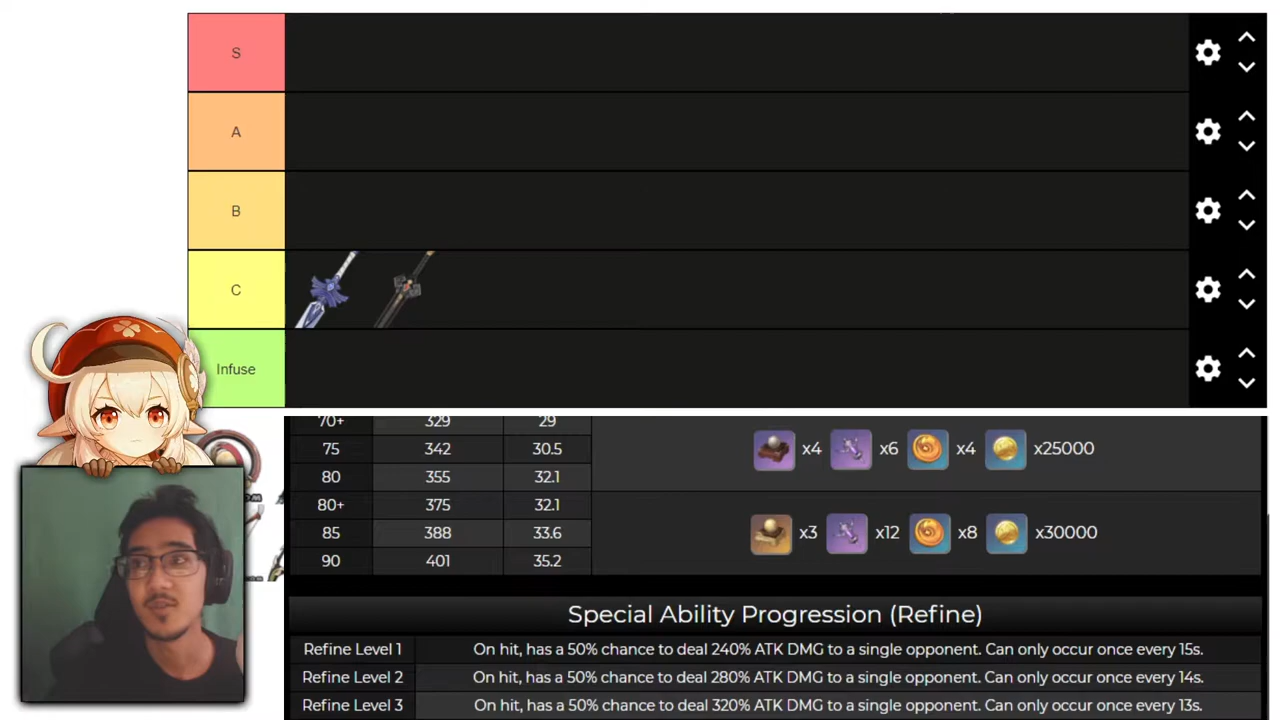 S
A
B
C
Infuse
70+ 329 29
75 342 30.5
x4 x6 x4 x25000
80 355 32.1
80+ 375 32.1
85 388 33.6
x3 x12 x8 x30000
90 401 35.2
Special Ability Progression (Refine)
Refine Level 1 On hit, has a 50% chance to deal 240% ATK DMG to a single opponent. Can only occur once every 15s.
Refine Level 2 On hit, has a 50% chance to deal 280% ATK DMG to a single opponent. Can only occur once every 14s.
Refine Level 3 On hit, has a 50% chance to deal 320% ATK DMG to a single opponent. Can only occur once every 13s.